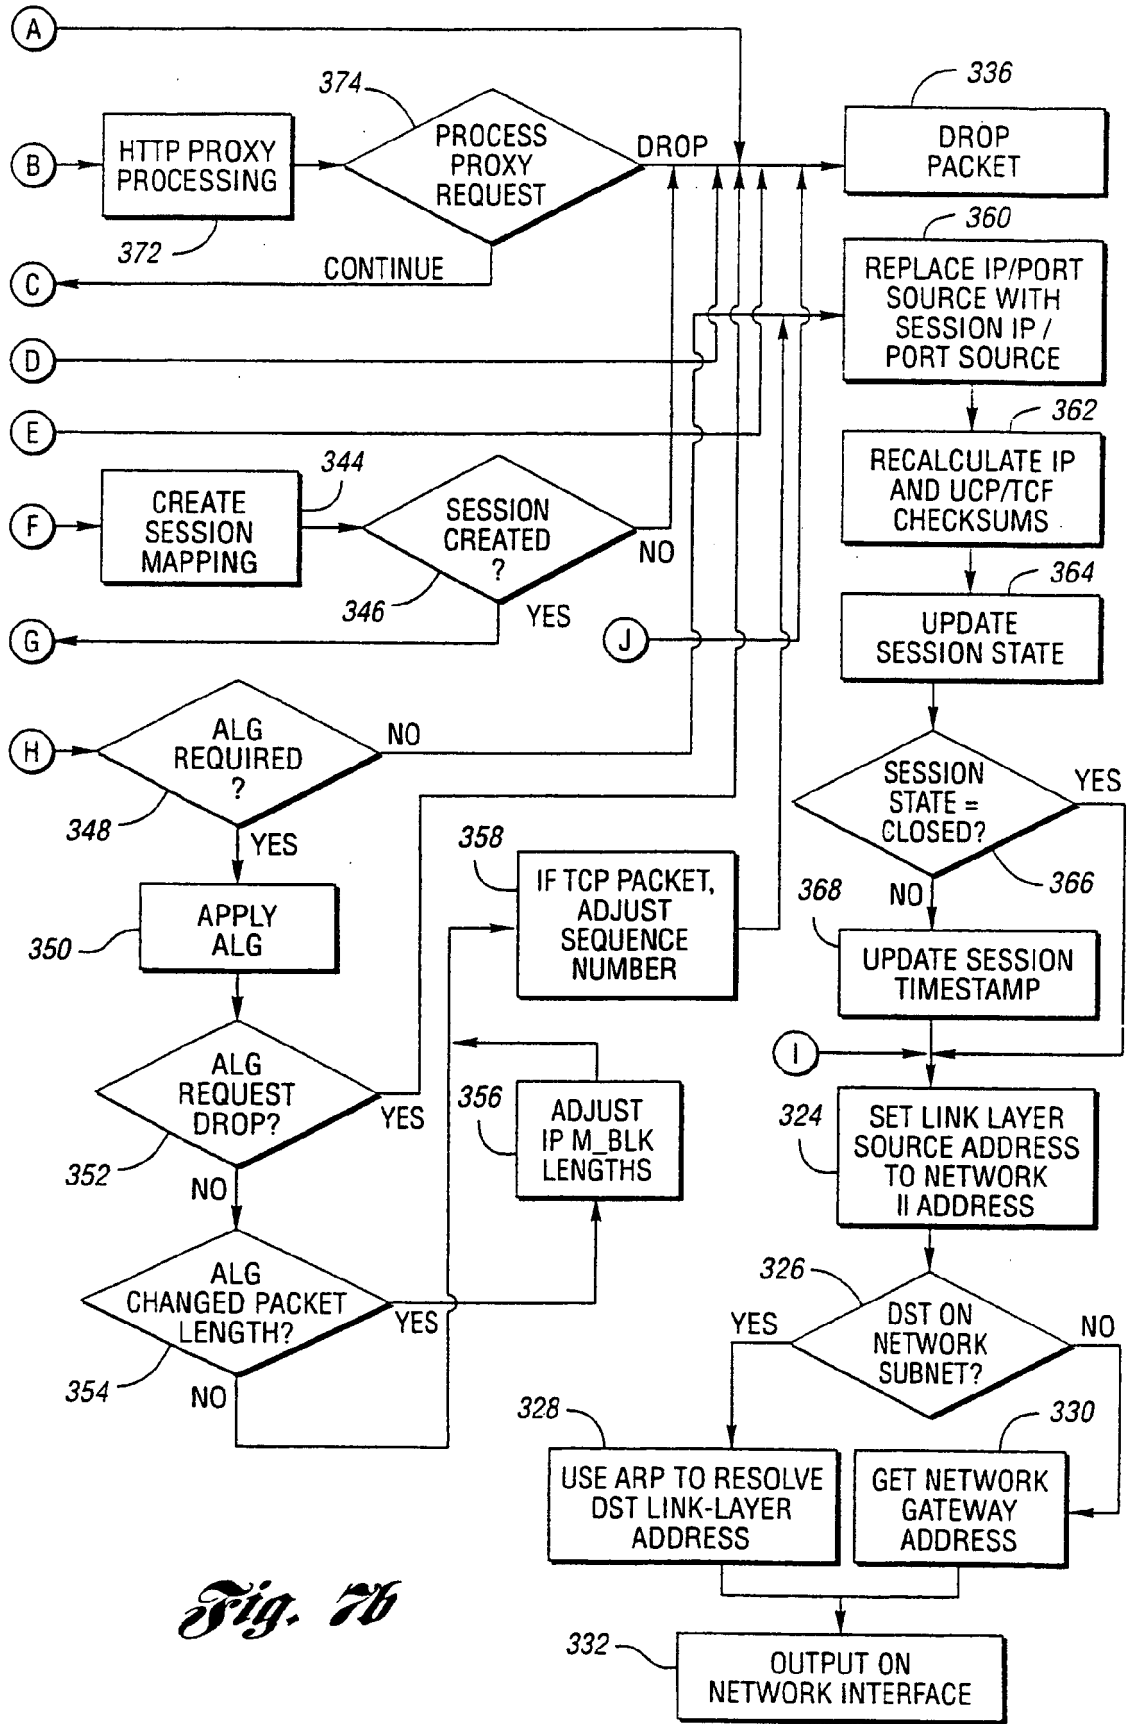 A
374
336
B
HTTP PROXY
PROCESSING
372
PROCESS
PROXY
REQUEST
DROP
DROP
PACKET
C
CONTINUE
360
REPLACE IP/PORT
SOURCE WITH
SESSION IP /
PORT SOURCE
D
E
362
RECALCULATE IP
AND UCP/TCF
CHECKSUMS
F
CREATE
SESSION
MAPPING
344
SESSION
CREATED
?
346
NO
YES
G
J
364
UPDATE
SESSION STATE
H
ALG
REQUIRED
?
348
NO
YES
SESSION
STATE =
CLOSED?
YES
366
NO
350
APPLY
ALG
358
IF TCP PACKET,
ADJUST
SEQUENCE
NUMBER
368
UPDATE SESSION
TIMESTAMP
I
ALG
REQUEST
DROP?
352
YES
NO
356
ADJUST
IP M_BLK
LENGTHS
324
SET LINK LAYER
SOURCE ADDRESS
TO NETWORK
II ADDRESS
ALG
CHANGED PACKET
LENGTH?
354
YES
NO
326
DST ON
NETWORK
SUBNET?
YES
NO
328
USE ARP TO RESOLVE
DST LINK-LAYER
ADDRESS
330
GET NETWORK
GATEWAY
ADDRESS
332
OUTPUT ON
NETWORK INTERFACE
Fig. 7b